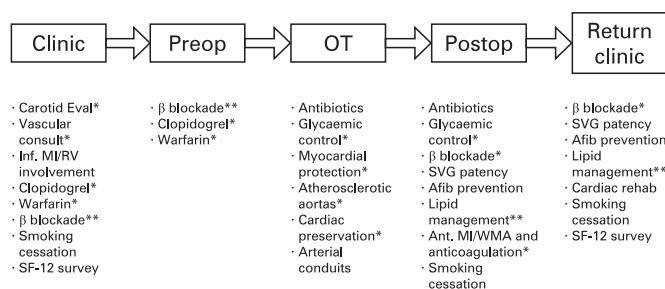 Clinic
Preop
OT
Postop
Return
clinic
· Carotid Eval*
· Vascular
consult*
· Inf. MI/RV
involvement
· Clopidogrel*
· Warfarin*
· β blockade**
· Smoking
cessation
· SF-12 survey
· β blockade**
· Clopidogrel*
· Warfarin*
· Antibiotics
· Glycaemic
control*
· Myocardial
protection*
· Atherosclerotic
aortas*
· Cardiac
preservation*
· Arterial
conduits
· Antibiotics
· Glycaemic
control*
· β blockade*
· SVG patency
· Afib prevention
· Lipid
management**
· Ant. MI/WMA and
anticoagulation*
· Smoking
cessation
· β blockade*
· SVG patency
Afib prevention
· Lipid
management**
· Cardiac rehab
· Smoking
cessation
· SF-12 survey